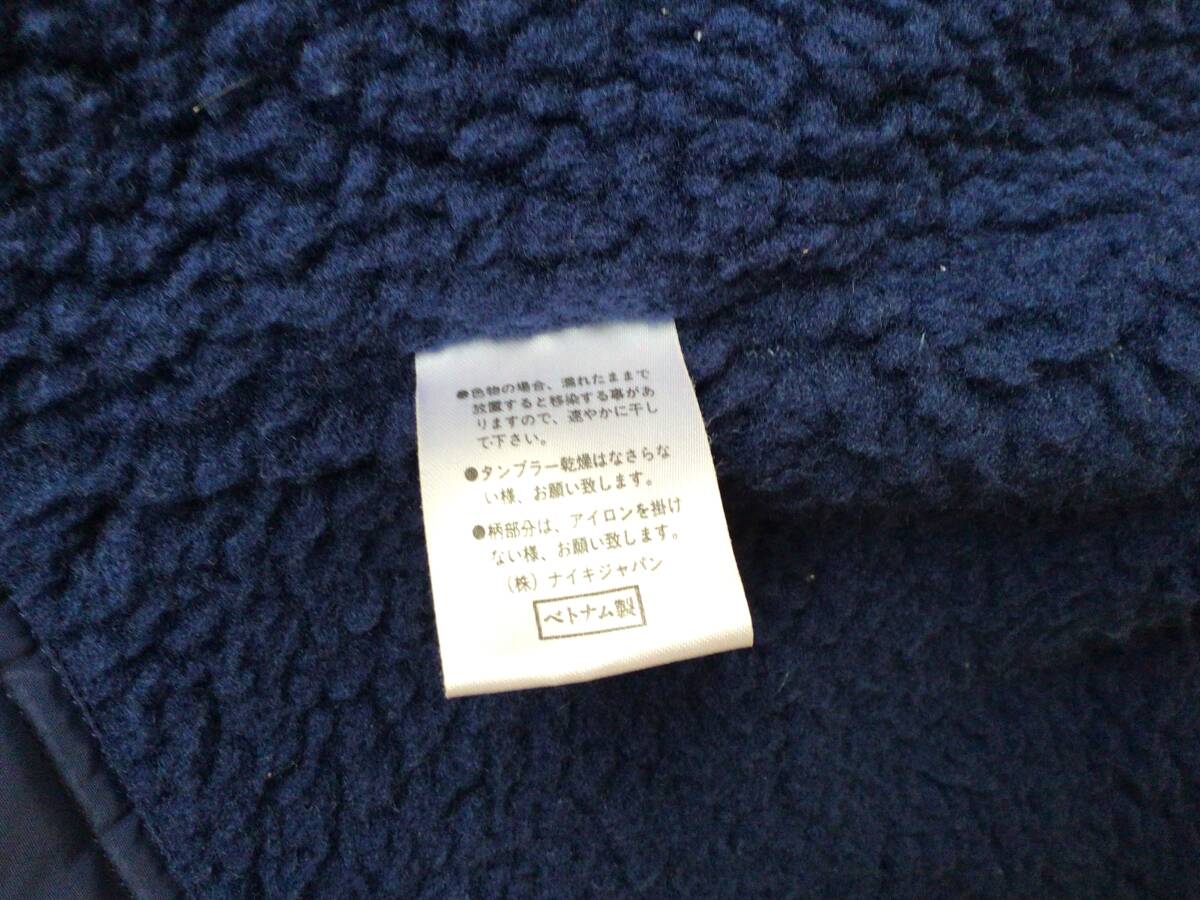 ●色物の場合、濡れたままで
放置すると移染する事があ
りますので、速やかに干し
て下さい。
●タンブラー乾燥はなさらな
い様、お願い致します。
●柄部分は、アイロンを掛け
ない様、お願い致します。
（株）ナイキジャパン
ベトナム製